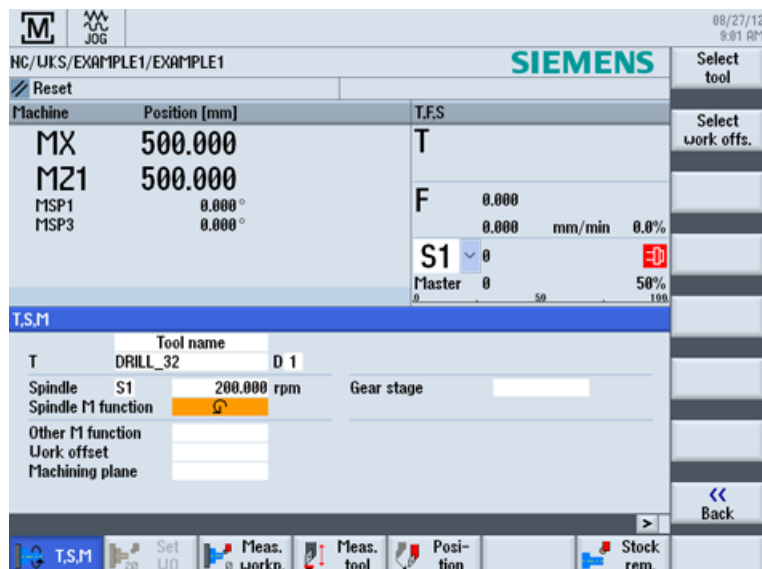 M JOG 08/27/12
9:01 AM
NC/WKS/EXAMPLE1/EXAMPLE1 SIEMENS
Select tool
Reset
Machine Position [mm] T,F,S
Select work offs.
MX 500.000 T
MZ1 500.000
MSP1 0.000° F 0.000
MSP3 0.000° 0.000 mm/min 0.0%
S1 0
Master 0 50%
0 50 100
T,S,M
Tool name
T DRILL_32 D 1
Spindle S1 200.000 rpm Gear stage
Spindle M function
Other M function
Work offset
Machining plane
<< Back
>
T,S,M Set WO Meas. workp. Meas. tool Posi-tion Stock rem.